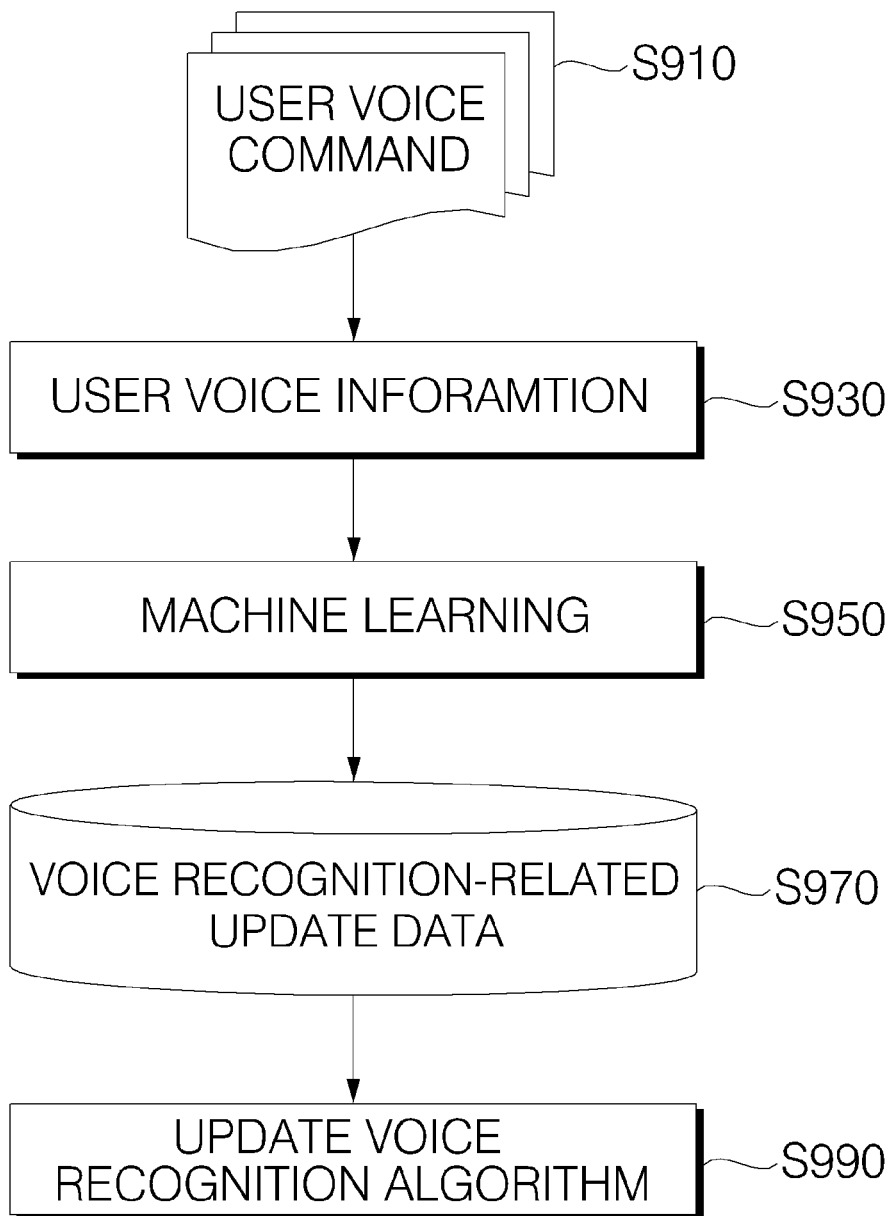 USER VOICE
COMMAND
S910
USER VOICE INFORAMTION
S930
MACHINE LEARNING
S950
VOICE RECOGNITION-RELATED
UPDATE DATA
S970
UPDATE VOICE
RECOGNITION ALGORITHM
S990